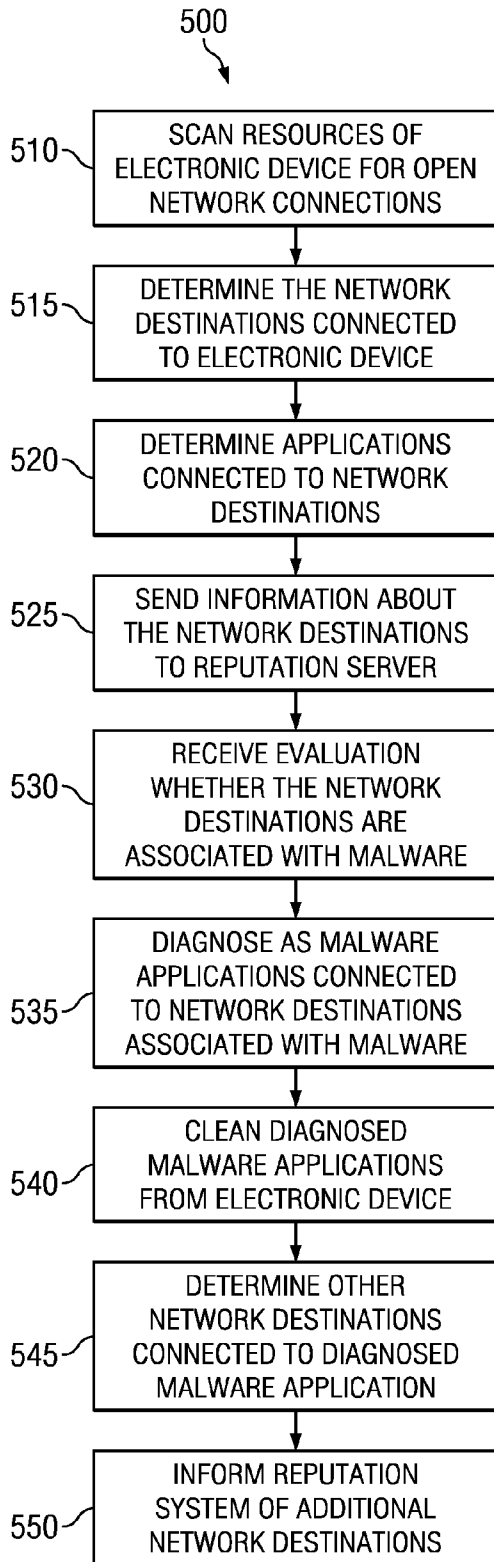 500
510
SCAN RESOURCES OF
ELECTRONIC DEVICE FOR OPEN
NETWORK CONNECTIONS
515
DETERMINE THE NETWORK
DESTINATIONS CONNECTED
TO ELECTRONIC DEVICE
520
DETERMINE APPLICATIONS
CONNECTED TO NETWORK
DESTINATIONS
525
SEND INFORMATION ABOUT
THE NETWORK DESTINATIONS
TO REPUTATION SERVER
530
RECEIVE EVALUATION
WHETHER THE NETWORK
DESTINATIONS ARE
ASSOCIATED WITH MALWARE
535
DIAGNOSE AS MALWARE
APPLICATIONS CONNECTED
TO NETWORK DESTINATIONS
ASSOCIATED WITH MALWARE
540
CLEAN DIAGNOSED
MALWARE APPLICATIONS
FROM ELECTRONIC DEVICE
545
DETERMINE OTHER
NETWORK DESTINATIONS
CONNECTED TO DIAGNOSED
MALWARE APPLICATION
550
INFORM REPUTATION
SYSTEM OF ADDITIONAL
NETWORK DESTINATIONS